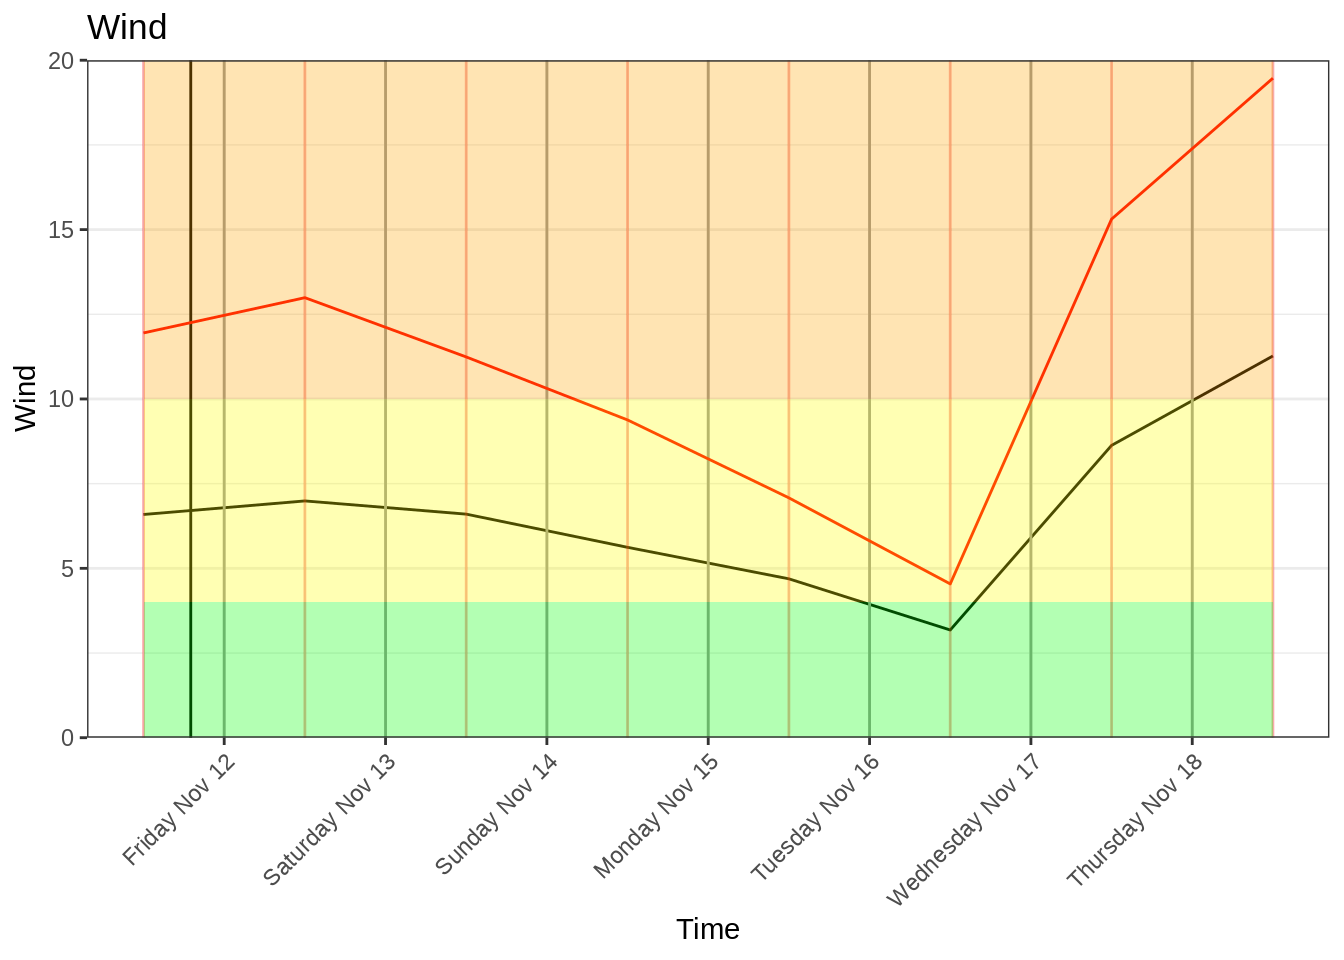 Wind
20
15
10
5
0
Wind
Friday Nov 12
Saturday Nov 13
Sunday Nov 14
Monday Nov 15
Tuesday Nov 16
Wednesday Nov 17
Thursday Nov 18
Time